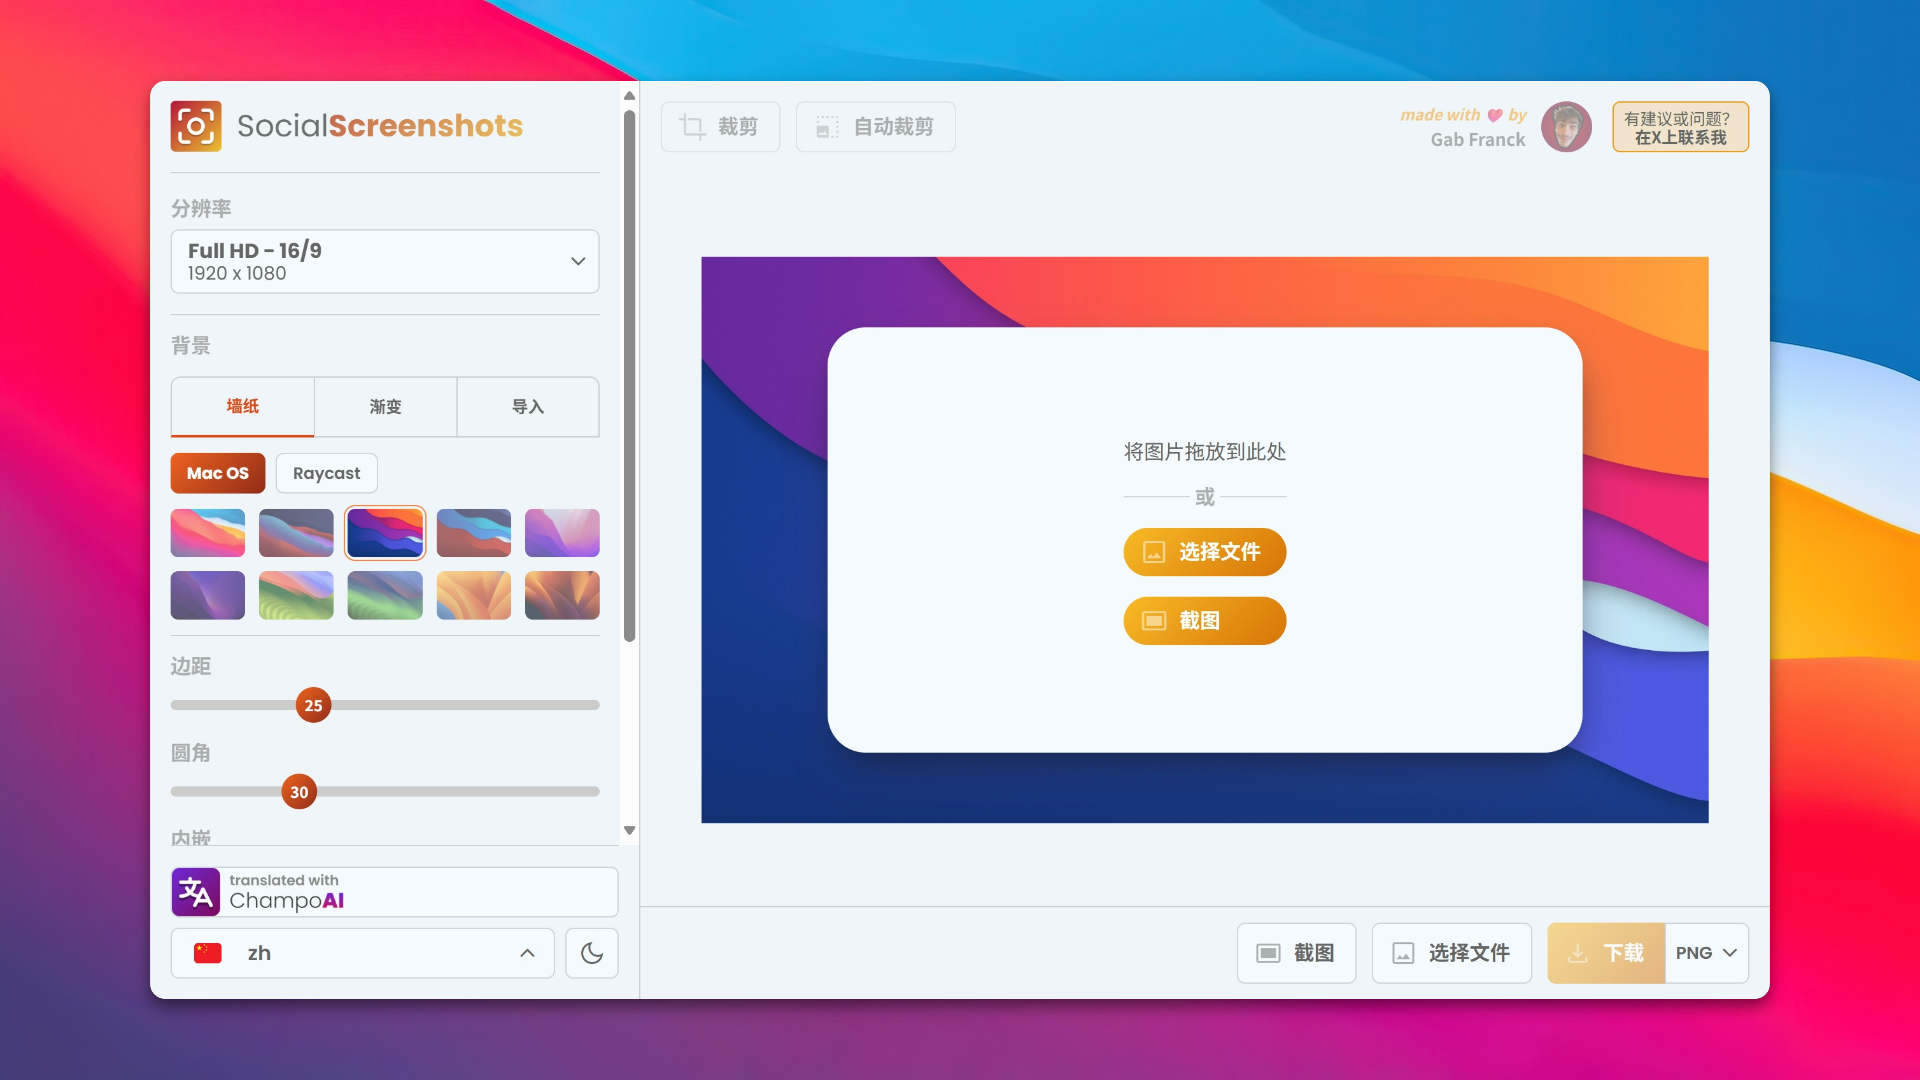 SocialScreenshots
分辨率
Full HD - 16/9
1920 x 1080
背景
墙纸
渐变
导入
Mac OS
Raycast
边距
25
圆角
30
内嵌
translated with
ChampoAI
zh
裁剪
自动裁剪
made with by
Gab Franck
有建议或问题?
在X上联系我
将图片拖放到此处
或
选择文件
截图
截图
选择文件
下载
PNG